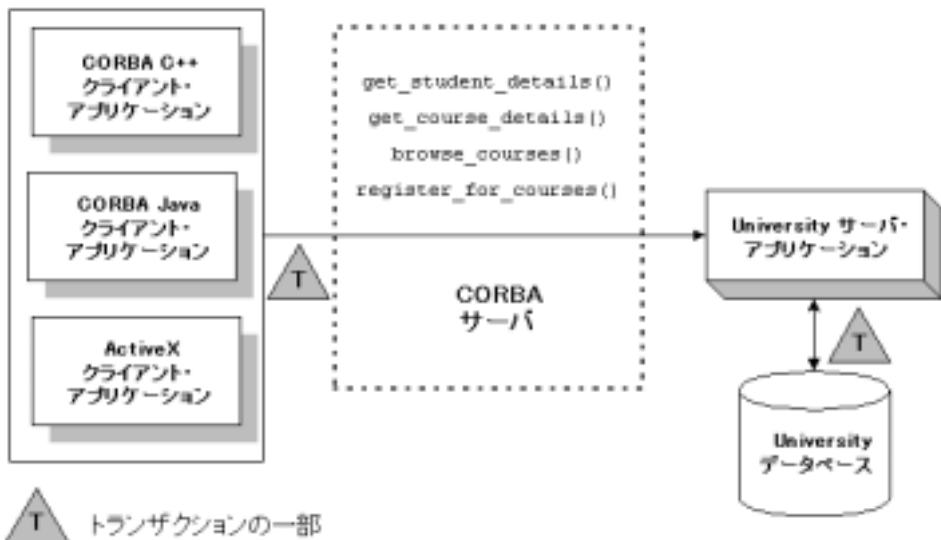 CORBA C++
クライアント・
アプリケーション
CORBA Java
クライアント・
アプリケーション
ActiveX
クライアント・
アプリケーション
T
get_student_details()
get_course_details()
browse_courses()
register_for_courses()
CORBA
サーバ
University サーバ・
アプリケーション
T
University
データベース
T トランザクションの一部